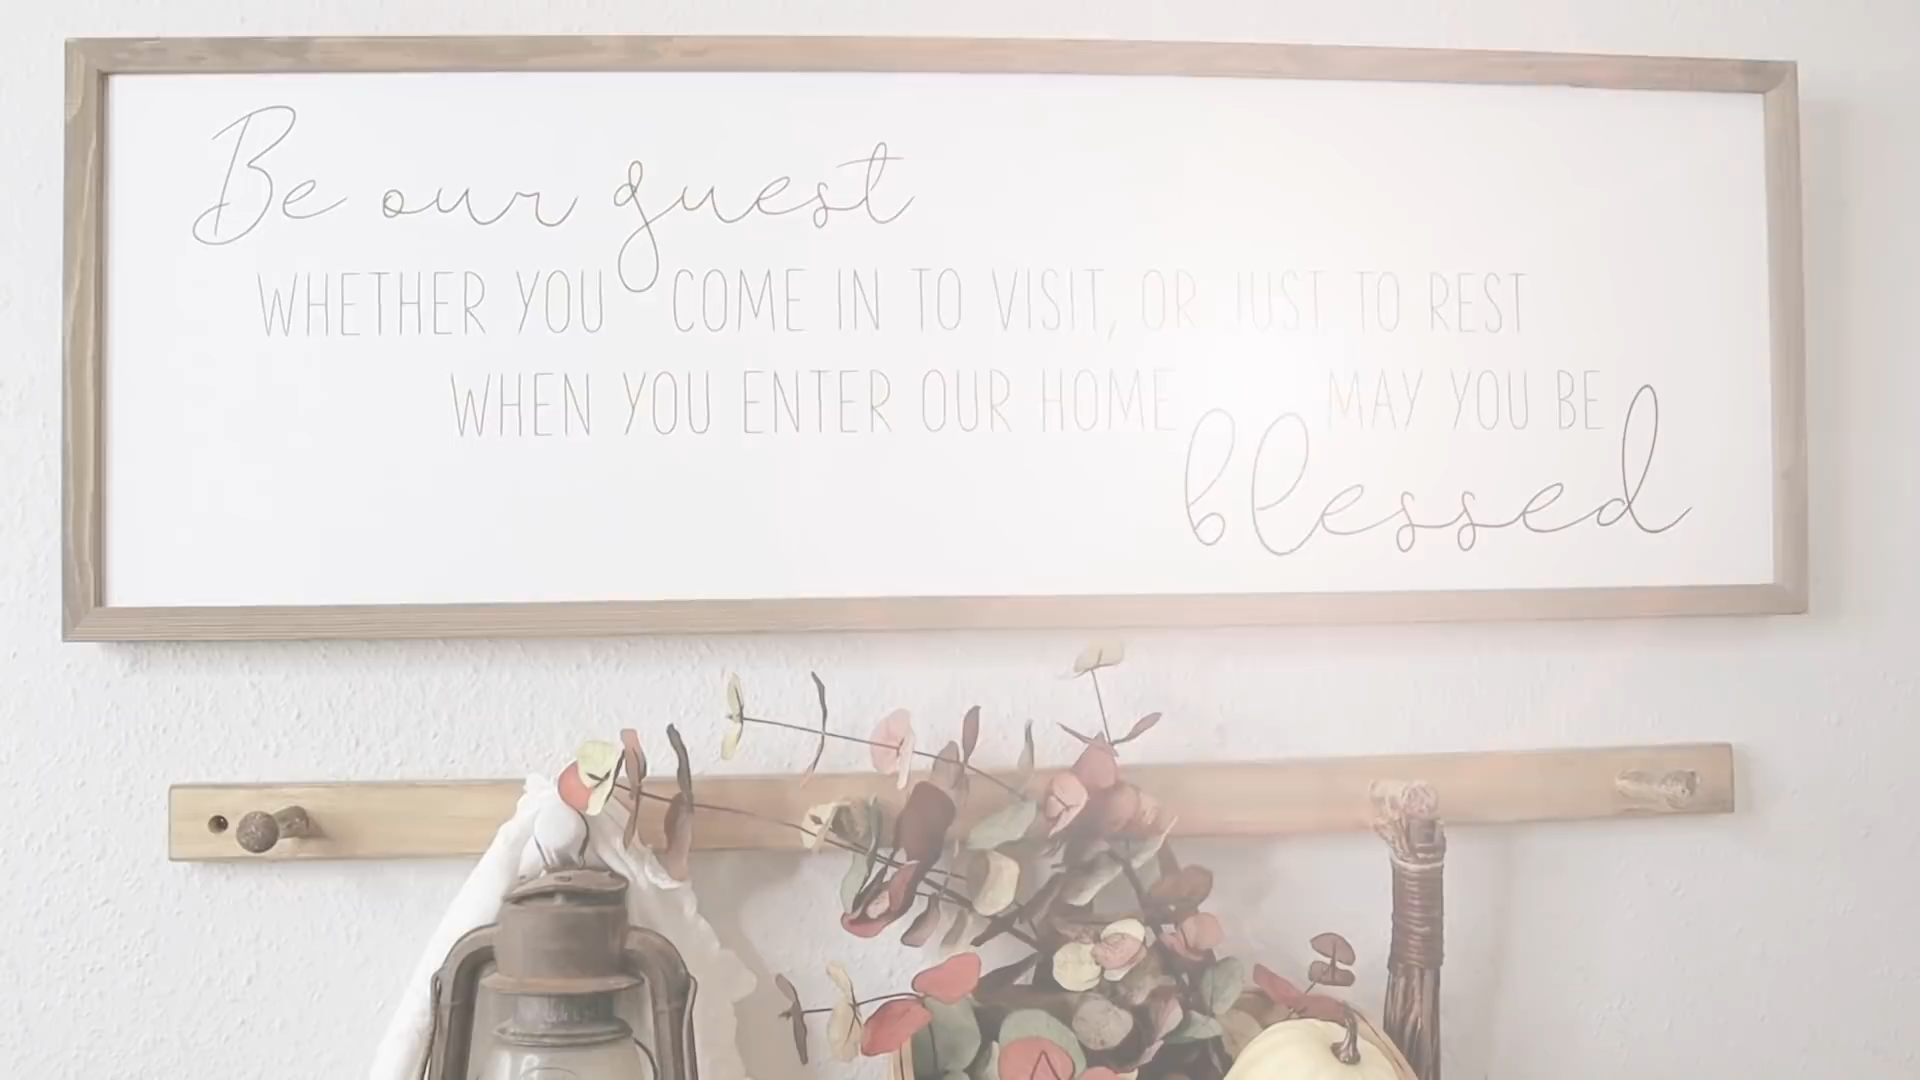 Be our guest
WHETHER YOU COME IN TO VISIT, OR JUST TO REST
WHEN YOU ENTER OUR HOME MAY YOU BE
blessed